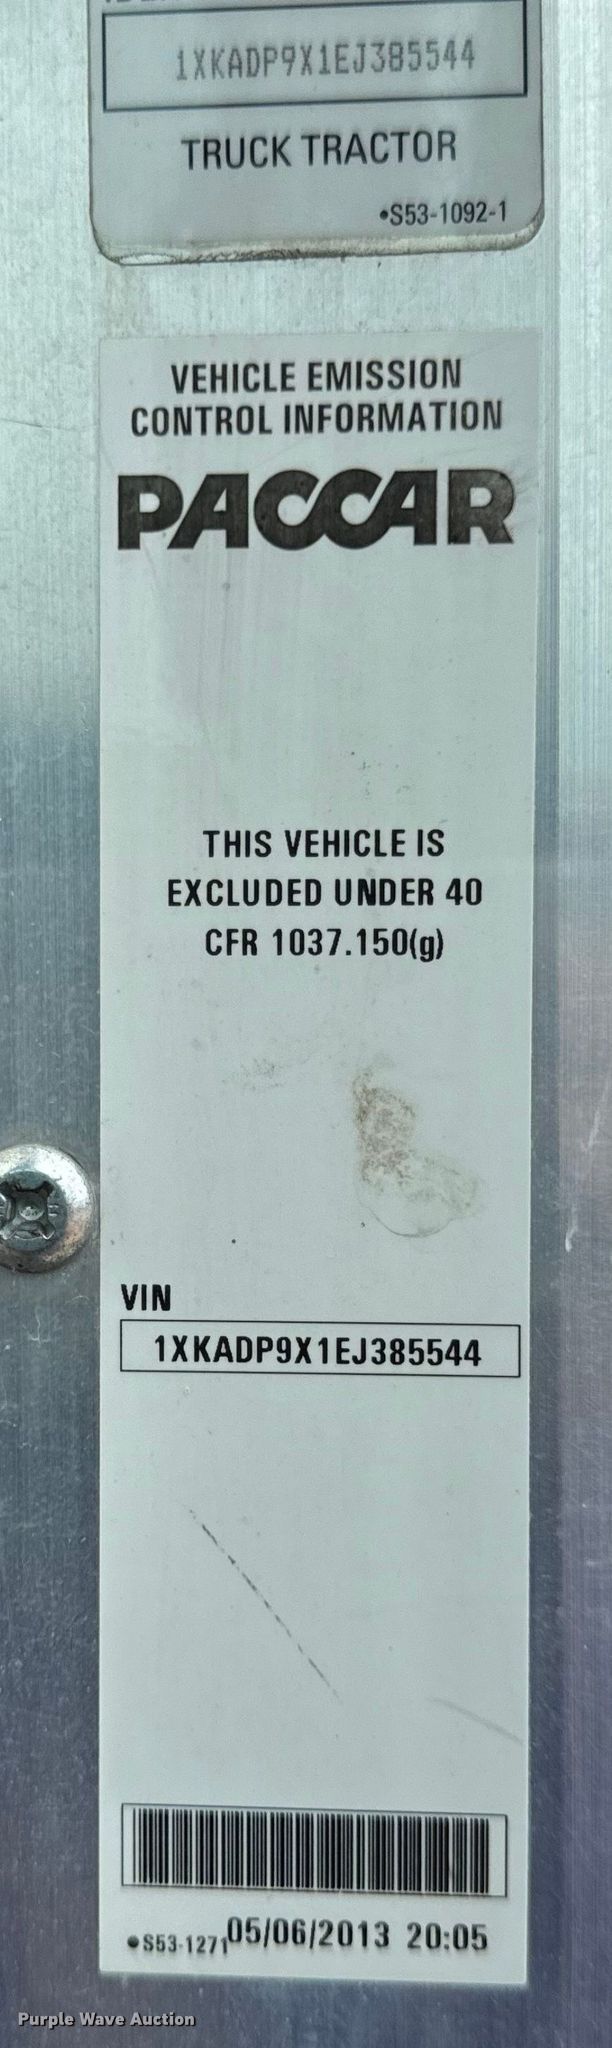 1XKADP9X1EJ385544
TRUCK TRACTOR
•S53-1092-1
VEHICLE EMISSION
CONTROL INFORMATION
PACCAR
THIS VEHICLE IS
EXCLUDED UNDER 40
CFR 1037.150(g)
VIN
1XKADP9X1EJ385544
•S53-1271 05/06/2013 20:05
Purple Wave Auction